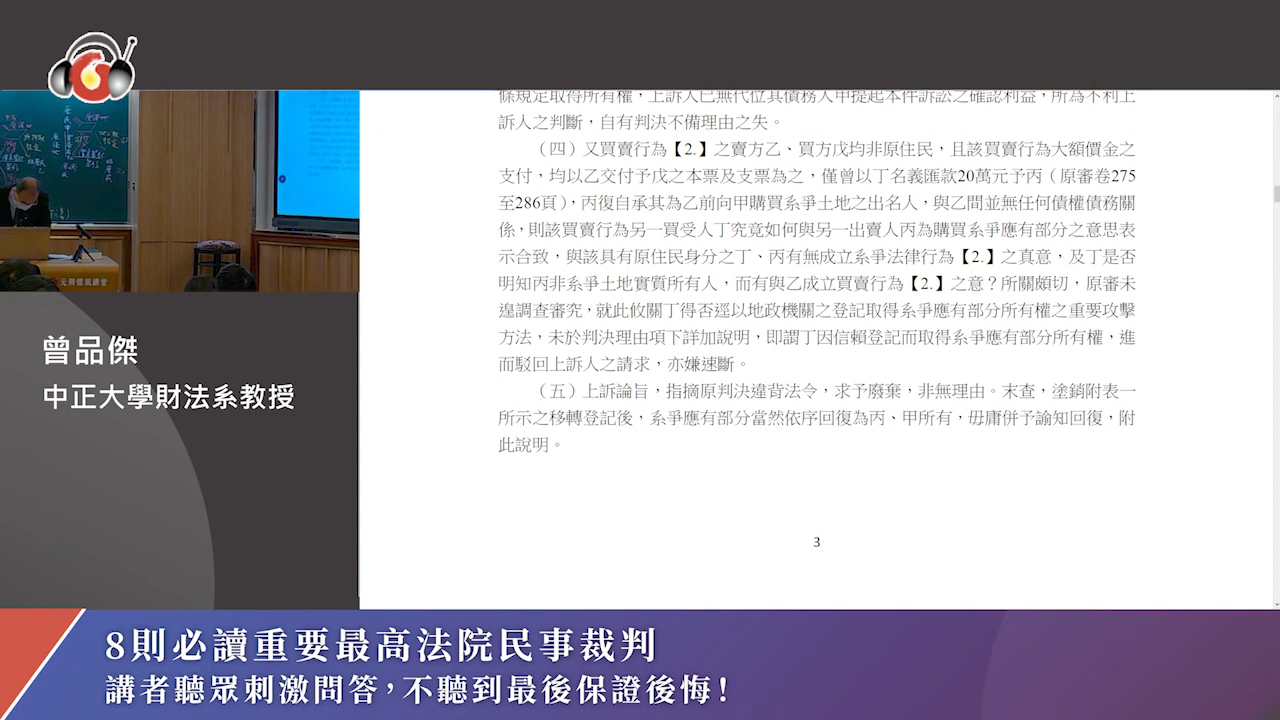 條規定取得所有權，上訴人已無代位其債務人甲提起本件訴訟之確認利益，所為不利上
訴人之判斷，自有判決不備理由之失。
（四）又買賣行為【2.】之賣方乙、買方戊均非原住民，且該買賣行為大額價金之
支付，均以乙交付予戊之本票及支票為之，僅曾以丁名義匯款20萬元予丙（原審卷275
至286頁），丙復自承其為乙前向甲購買系爭土地之出名人，與乙間並無任何債權債務關
係，則該買賣行為另一買受人丁究竟如何與另一出賣人丙為購買系爭應有部分之意思表
示合致，與該具有原住民身分之丁、丙有無成立系爭法律行為【2.】之真意，及丁是否
明知丙非系爭土地實質所有人，而有與乙成立買賣行為【2.】之意？所關頗切，原審未
遑調查審究，就此攸關丁得否逕以地政機關之登記取得系爭應有部分所有權之重要攻擊
方法，未於判決理由項下詳加說明，即謂丁因信賴登記而取得系爭應有部分所有權，進
而駁回上訴人之請求，亦嫌速斷。
（五）上訴論旨，指摘原判決違背法令，求予廢棄，非無理由。末查，塗銷附表一
所示之移轉登記後，系爭應有部分當然依序回復為丙、甲所有，毋庸併予諭知回復，附
此說明。
3
元照借風講堂
曾品傑
中正大學財法系教授
8則必讀重要最高法院民事裁判
講者聽眾刺激問答，不聽到最後保證後悔！